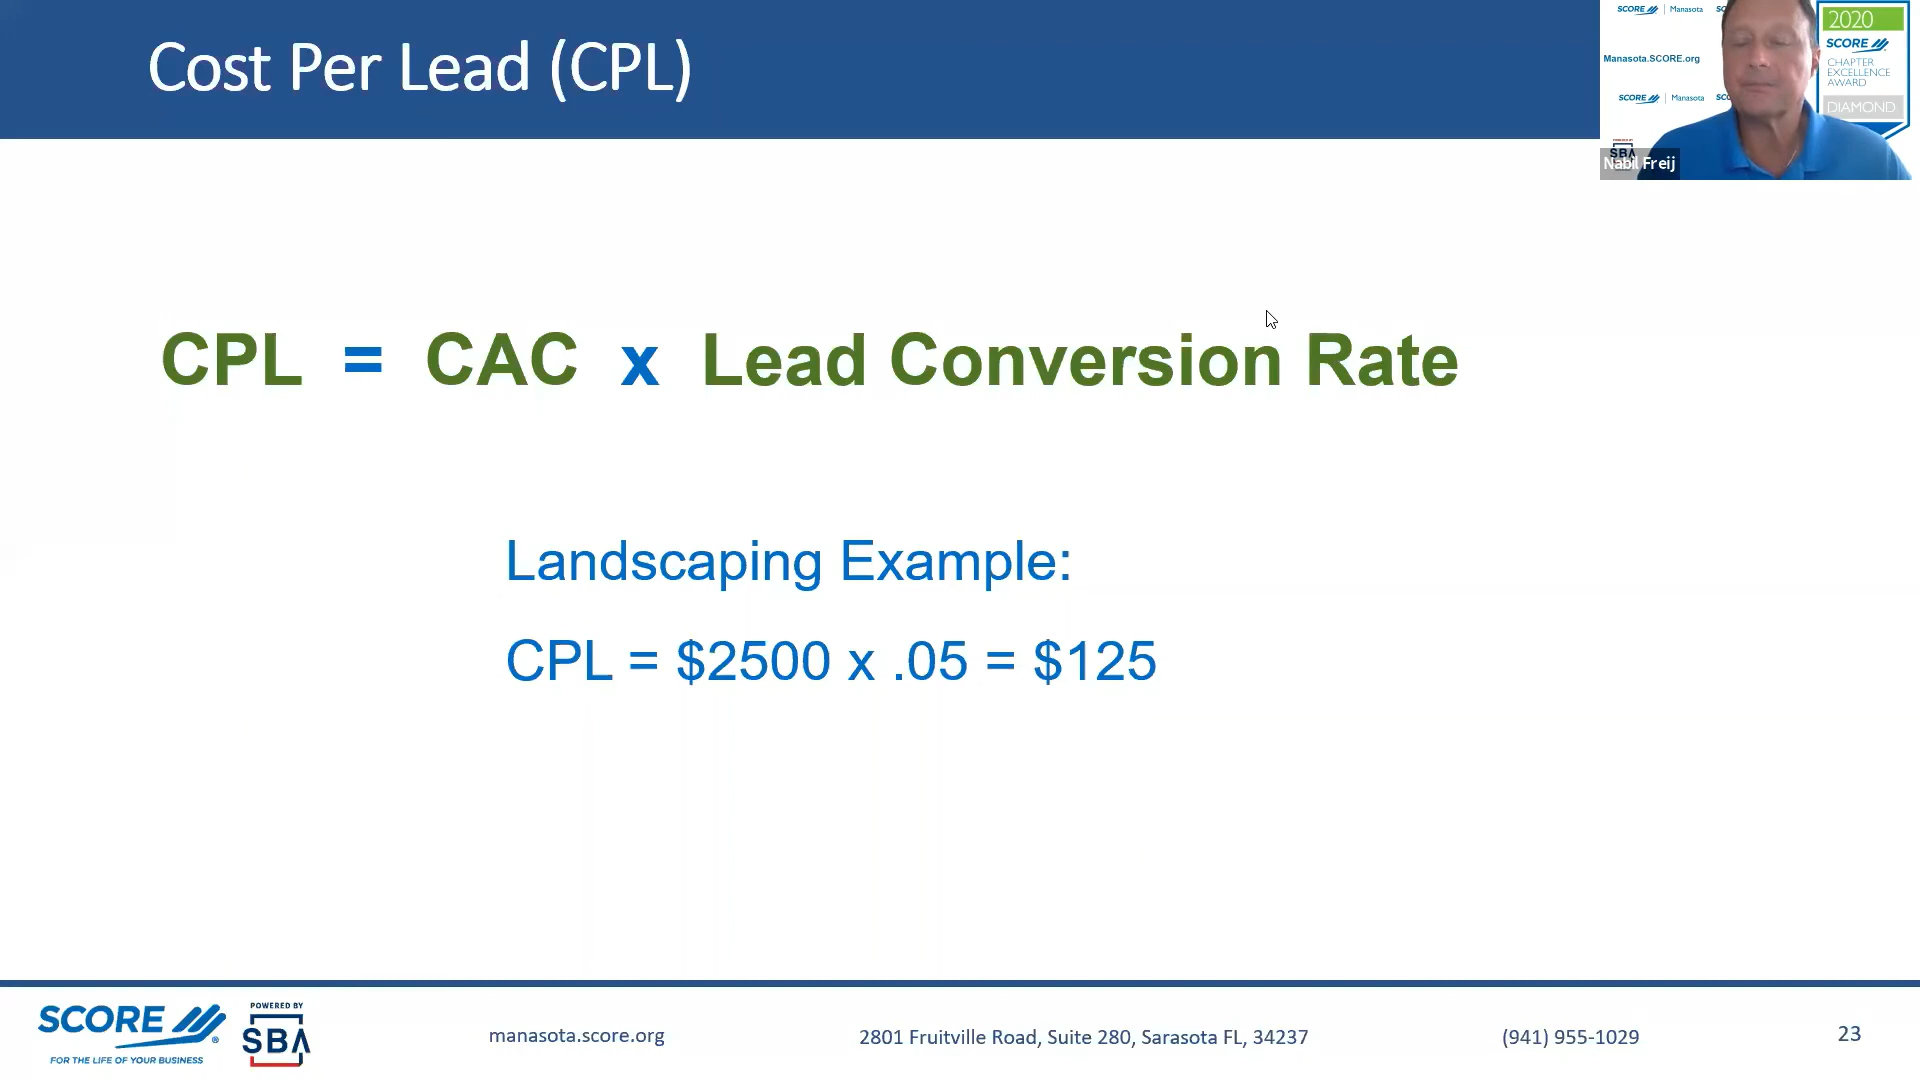 Cost Per Lead (CPL)
SCORE | Manasota
Manasota.SCORE.org
SCORE | Manasota
SBA
Nabil Freij
2020
SCORE
CHAPTER
EXCELLENCE
AWARD
DIAMOND
CPL = CAC x Lead Conversion Rate
Landscaping Example:
CPL = $2500 x .05 = $125
SCORE ®
FOR THE LIFE OF YOUR BUSINESS
POWERED BY
SBA
manasota.score.org
2801 Fruitville Road, Suite 280, Sarasota FL, 34237
(941) 955-1029
23